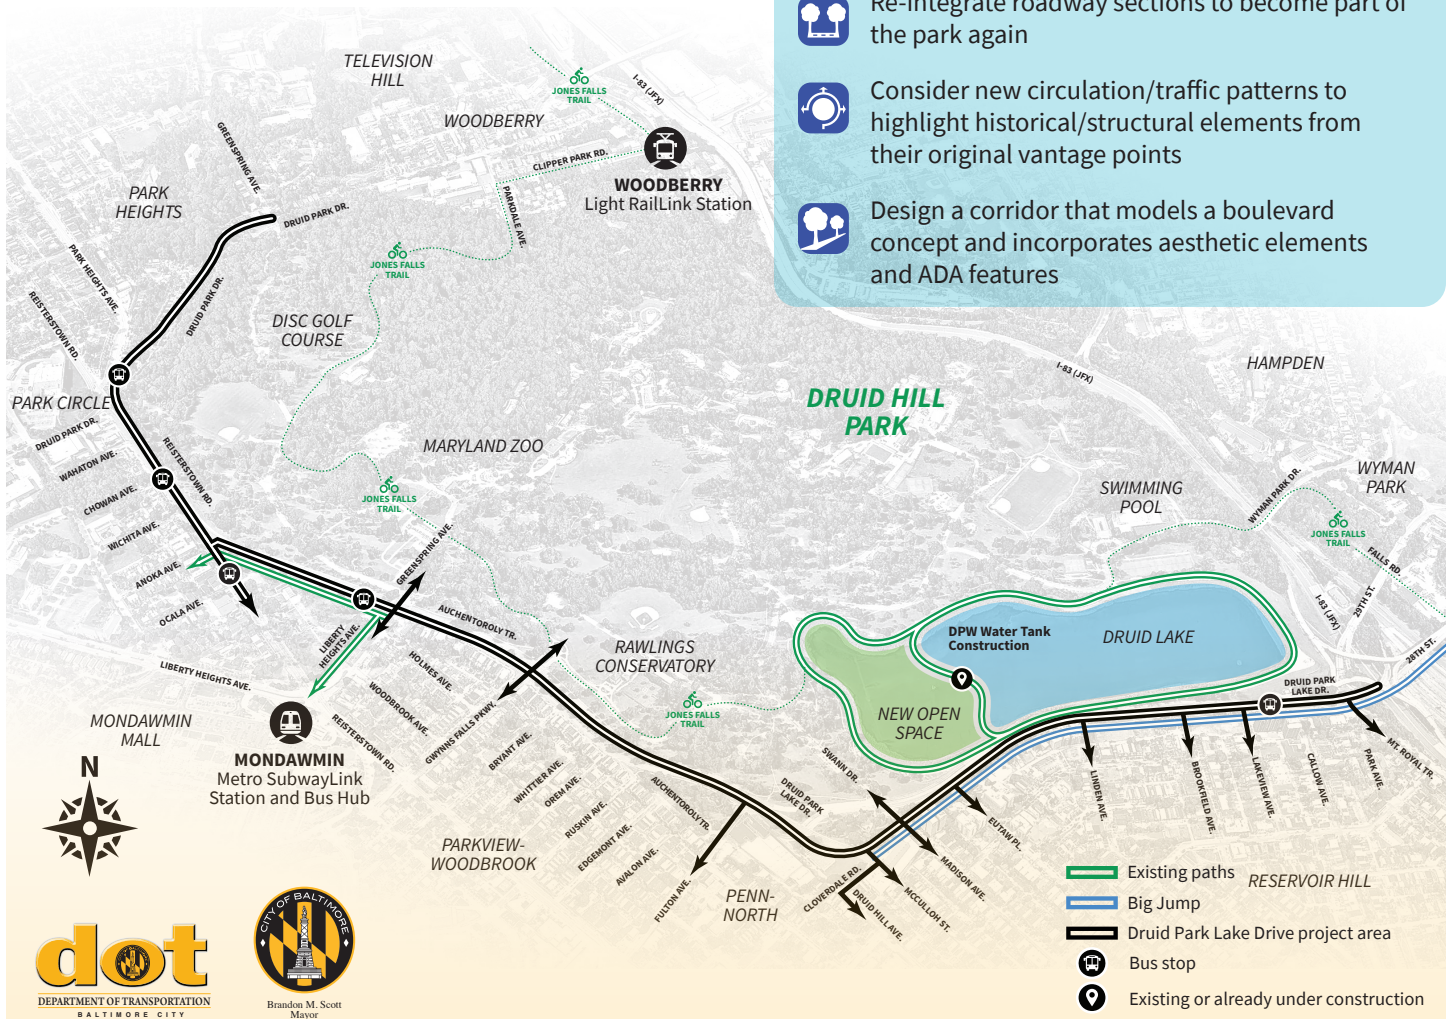 Re-integrate roadway sections to become part of
the park again
Consider new circulation/traffic patterns to
highlight historical/structural elements from
their original vantage points
Design a corridor that models a boulevard
concept and incorporates aesthetic elements
and ADA features
TELEVISION
HILL
JONES FALLS
TRAIL
I-83 (JFX)
WOODBERRY
GREENSPRING AVE.
CLIPPER PARK RD.
WOODBERRY
Light RailLink Station
PARK
HEIGHTS
DRUID PARK DR.
PARKDALE AVE.
JONES FALLS
TRAIL
PARK HEIGHTS AVE.
REISTERSTOWN RD.
DRUID PARK DR.
DISC GOLF
COURSE
I-83 (JFX)
HAMPDEN
PARK CIRCLE
DRUID HILL
PARK
DRUID PARK DR.
WAHATON AVE.
CHOWAN AVE.
WICHITA AVE.
ANOKA AVE.
OCALA AVE.
REISTERSTOWN RD.
MARYLAND ZOO
JONES FALLS
TRAIL
GREENSPRING AVE.
SWIMMING
POOL
WYMAN PARK DR.
WYMAN
PARK
JONES FALLS
TRAIL
FALLS RD.
I-83 (JFX)
29TH ST.
28TH ST.
AUCHENTOROLY TR.
LIBERTY
HEIGHTS AVE.
LIBERTY HEIGHTS AVE.
HOLMES AVE.
WOODBROOK AVE.
REISTERSTOWN RD.
GWYNNS FALLS PKWY.
BRYANT AVE.
WHITTIER AVE.
OREM AVE.
RUSKIN AVE.
EDGEMONT AVE.
AVALON AVE.
RAWLINGS
CONSERVATORY
JONES FALLS
TRAIL
DPW Water Tank
Construction
DRUID LAKE
NEW OPEN
SPACE
DRUID PARK
LAKE DR.
MONDAWMIN
MALL
MONDAWMIN
Metro SubwayLink
Station and Bus Hub
N
AUCHENTOROLY TR.
SWANN DR.
DRUID PARK
LAKE DR.
PARKVIEW-
WOODBROOK
FULTON AVE.
PENN-
NORTH
CLOVERDALE RD.
DRUID HILL AVE.
MCCULLOH ST.
MADISON AVE.
EUTAW PL.
LINDEN AVE.
BROOKFIELD AVE.
LAKEVIEW AVE.
CALLOW AVE.
PARK AVE.
MT. ROYAL TR.
RESERVOIR HILL
Existing paths
Big Jump
Druid Park Lake Drive project area
Bus stop
Existing or already under construction
dot
DEPARTMENT OF TRANSPORTATION
BALTIMORE CITY
CITY OF BALTIMORE
Brandon M. Scott
Mayor